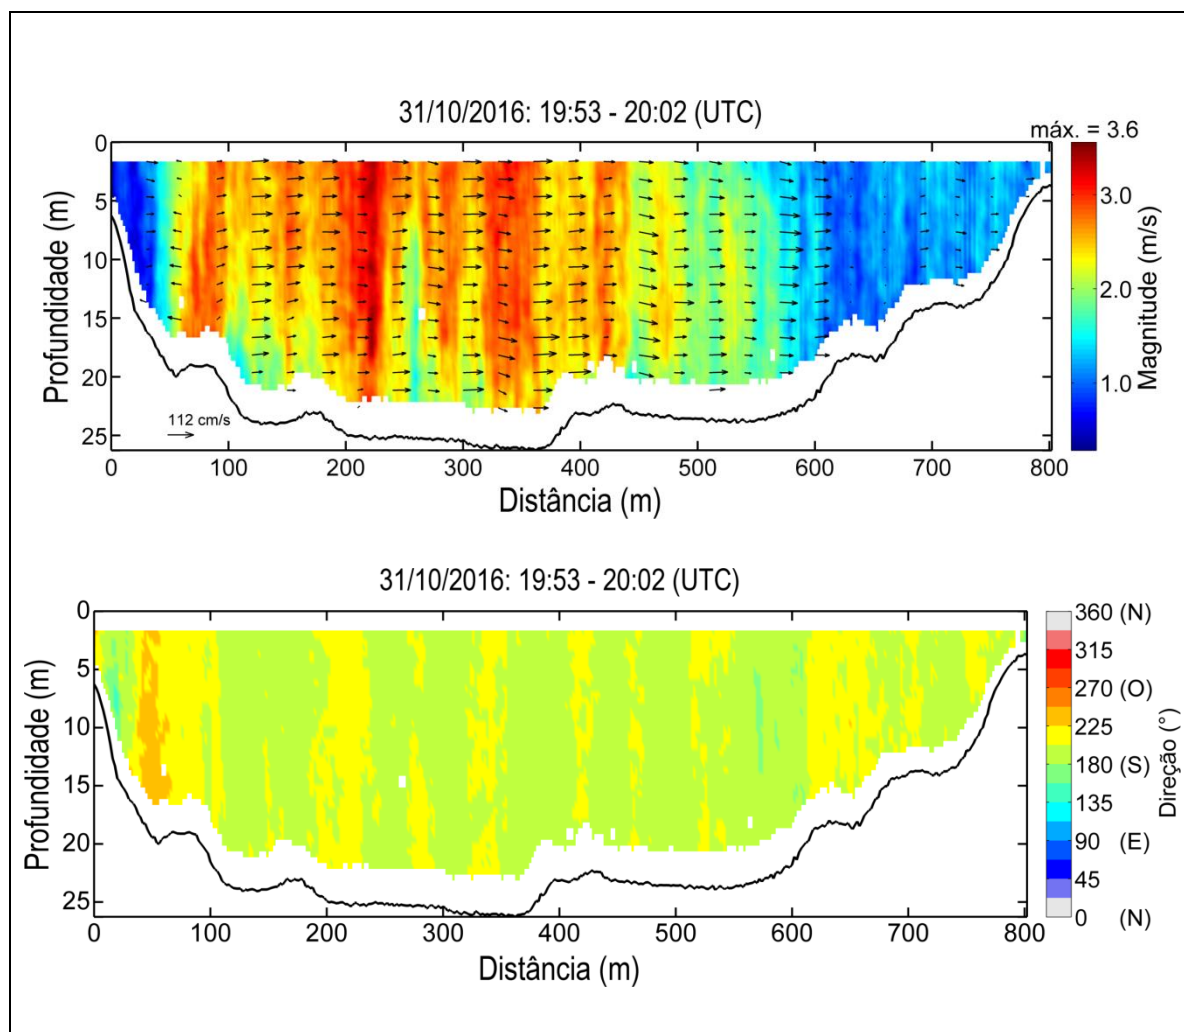 31/10/2016: 19:53 - 20:02 (UTC)
máx. = 3.6
0
5
10
15
20
25
Profundidade (m)
112 cm/s
0 100 200 300 400 500 600 700 800
Distância (m)
3.0
2.0
1.0
Magnitude (m/s)
31/10/2016: 19:53 - 20:02 (UTC)
0
5
10
15
20
25
Profundidade (m)
0 100 200 300 400 500 600 700 800
Distância (m)
360 (N)
315
270 (O)
225
180 (S)
135
90 (E)
45
0 (N)
Direção (°)